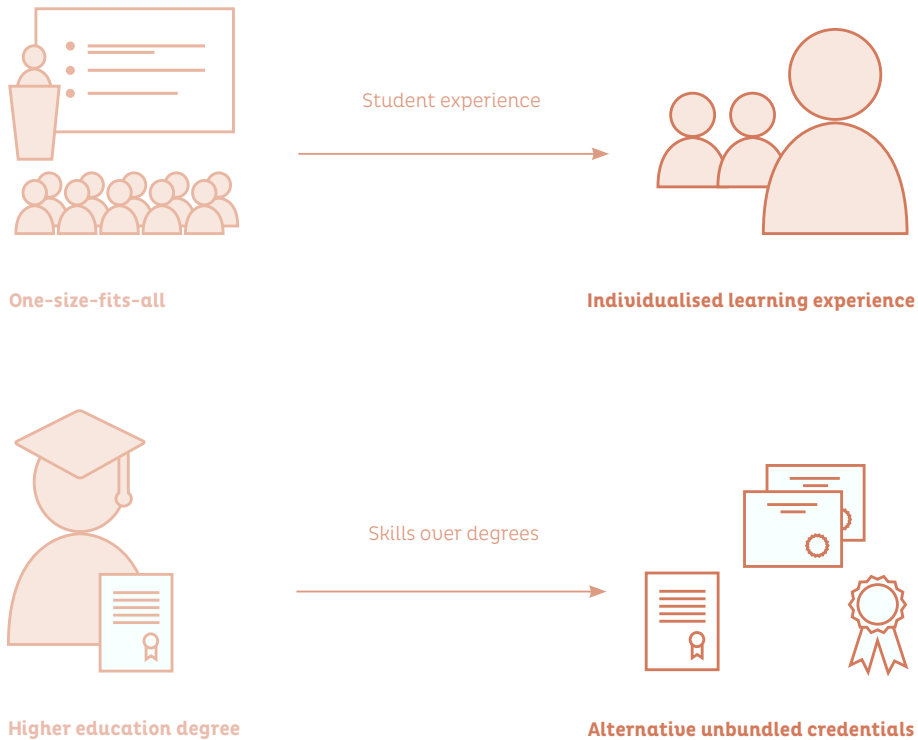 Student experience
One-size-fits-all
Individualised learning experience
Skills over degrees
Higher education degree
Alternative unbundled credentials